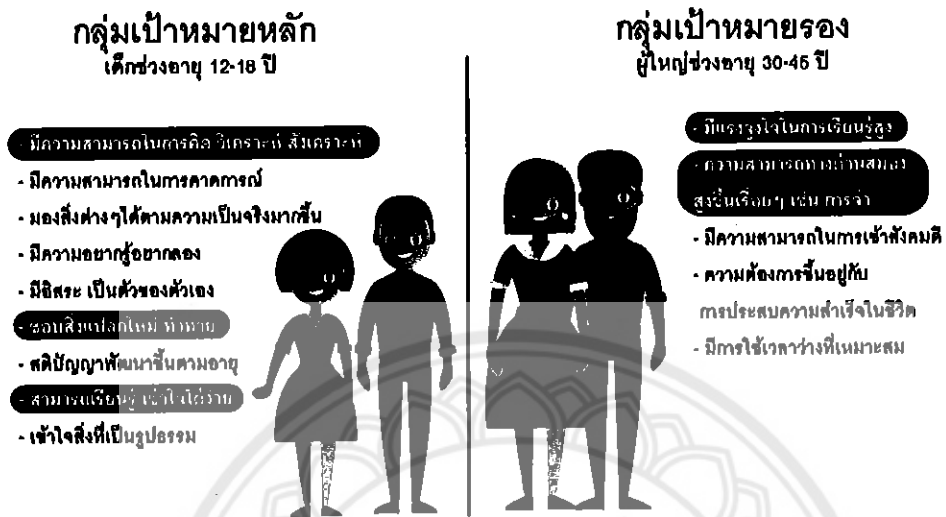 กลุ่มเป้าหมายหลัก
เด็กช่วงอายุ 12-18 ปี
- มีความสามารถในการคิด วิเคราะห์ สังเคราะห์
- มีความสามารถในการคาดการณ์
- มองสิ่งต่างๆได้ตามความเป็นจริงมากขึ้น
- มีความอยากรู้อยากลอง
- มีอิสระ เป็นตัวของตัวเอง
- ชอบสิ่งแปลกใหม่ ท้าทาย
- สติปัญญาพัฒนาขึ้นตามอายุ
- สามารถเรียนรู้ เข้าใจได้ง่าย
- เข้าใจสิ่งที่เป็นรูปธรรม
กลุ่มเป้าหมายรอง
ผู้ใหญ่ช่วงอายุ 30-45 ปี
- มีแรงจูงใจในการเรียนรู้สูง
- ความสามารถทางด้านสมอง
สูงขึ้นเรื่อยๆ เช่น การจำ
- มีความสามารถในการเข้าสังคมดี
- ความต้องการขึ้นอยู่กับ
การประสบความสำเร็จในชีวิต
- มีการใช้เวลาว่างที่เหมาะสม